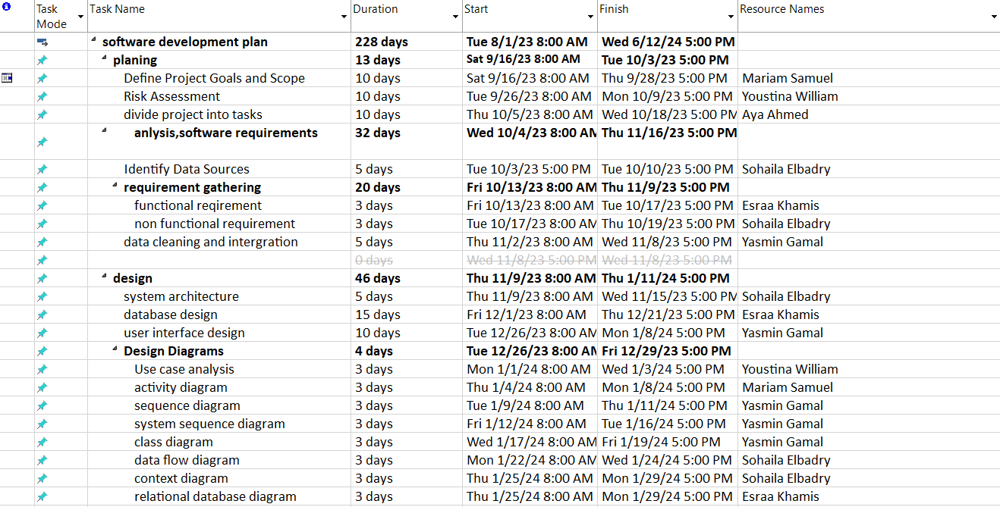 Task Mode Task Name Duration Start Finish Resource Names
software development plan 228 days Tue 8/1/23 8:00 AM Wed 6/12/24 5:00 PM
planing 13 days Sat 9/16/23 8:00 AM Tue 10/3/23 5:00 PM
Define Project Goals and Scope 10 days Sat 9/16/23 8:00 AM Thu 9/28/23 5:00 PM Mariam Samuel
Risk Assessment 10 days Tue 9/26/23 8:00 AM Mon 10/9/23 5:00 PM Youstina William
divide project into tasks 10 days Thu 10/5/23 8:00 AM Wed 10/18/23 5:00 PM Aya Ahmed
anlysis,software requirements 32 days Wed 10/4/23 8:00 AM Thu 11/16/23 5:00 PM
Identify Data Sources 5 days Tue 10/3/23 5:00 PM Tue 10/10/23 5:00 PM Sohaila Elbadry
requirement gathering 20 days Fri 10/13/23 8:00 AM Thu 11/9/23 5:00 PM
functional reqirement 3 days Fri 10/13/23 8:00 AM Tue 10/17/23 5:00 PM Esraa Khamis
non functional requirement 3 days Tue 10/17/23 8:00 AM Thu 10/19/23 5:00 PM Sohaila Elbadry
data cleaning and intergration 5 days Thu 11/2/23 8:00 AM Wed 11/8/23 5:00 PM Yasmin Gamal
0 days Wed 11/8/23 5:00 PM Wed 11/8/23 5:00 PM
design 46 days Thu 11/9/23 8:00 AM Thu 1/11/24 5:00 PM
system architecture 5 days Thu 11/9/23 8:00 AM Wed 11/15/23 5:00 PM Sohaila Elbadry
database design 15 days Fri 12/1/23 8:00 AM Thu 12/21/23 5:00 PM Esraa Khamis
user interface design 10 days Tue 12/26/23 8:00 AM Mon 1/8/24 5:00 PM Yasmin Gamal
Design Diagrams 4 days Tue 12/26/23 8:00 AM Fri 12/29/23 5:00 PM
Use case analysis 3 days Mon 1/1/24 8:00 AM Wed 1/3/24 5:00 PM Youstina William
activity diagram 3 days Thu 1/4/24 8:00 AM Mon 1/8/24 5:00 PM Mariam Samuel
sequence diagram 3 days Tue 1/9/24 8:00 AM Thu 1/11/24 5:00 PM Yasmin Gamal
system sequence diagram 3 days Fri 1/12/24 8:00 AM Tue 1/16/24 5:00 PM Yasmin Gamal
class diagram 3 days Wed 1/17/24 8:00 AM Fri 1/19/24 5:00 PM Yasmin Gamal
data flow diagram 3 days Mon 1/22/24 8:00 AM Wed 1/24/24 5:00 PM Sohaila Elbadry
context diagram 3 days Thu 1/25/24 8:00 AM Mon 1/29/24 5:00 PM Sohaila Elbadry
relational database diagram 3 days Thu 1/25/24 8:00 AM Mon 1/29/24 5:00 PM Esraa Khamis